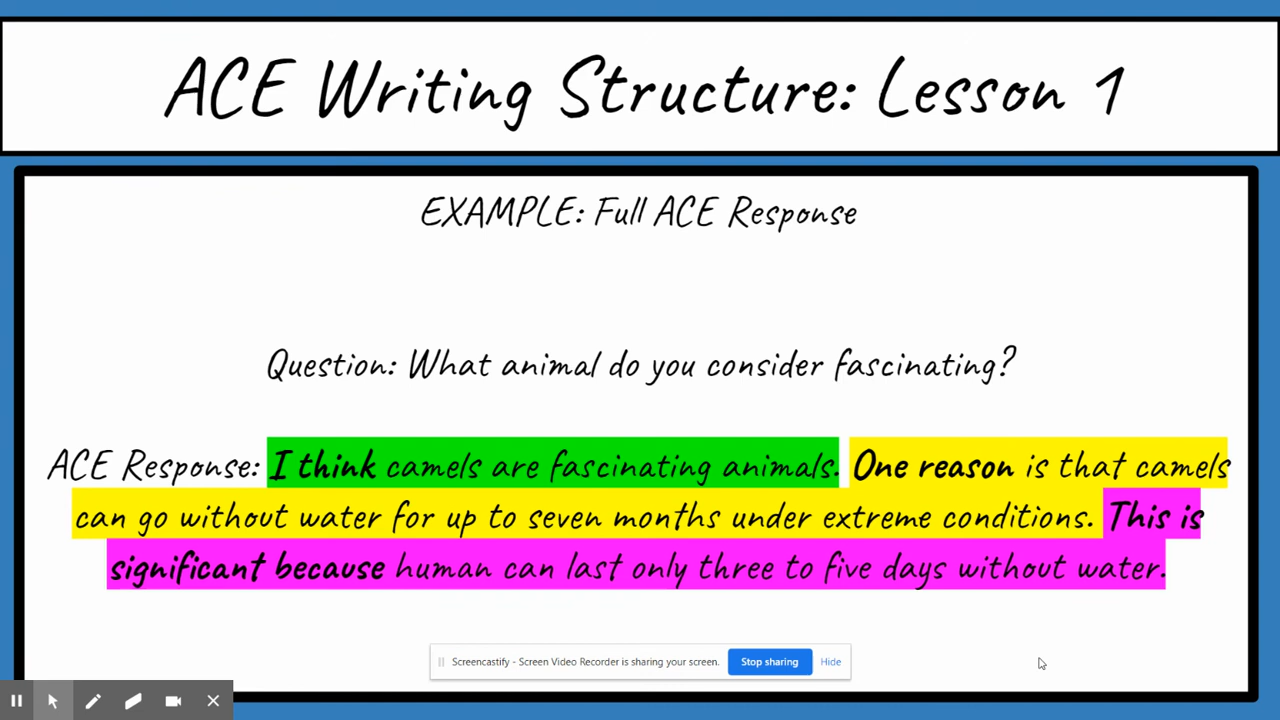 ACE Writing Structure: Lesson 1
EXAMPLE: Full ACE Response
Question: What animal do you consider fascinating?
ACE Response: I think camels are fascinating animals. One reason is that camels
can go without water for up to seven months under extreme conditions. This is
significant because human can last only three to five days without water.
Screencastify - Screen Video Recorder is sharing your screen. Stop sharing Hide